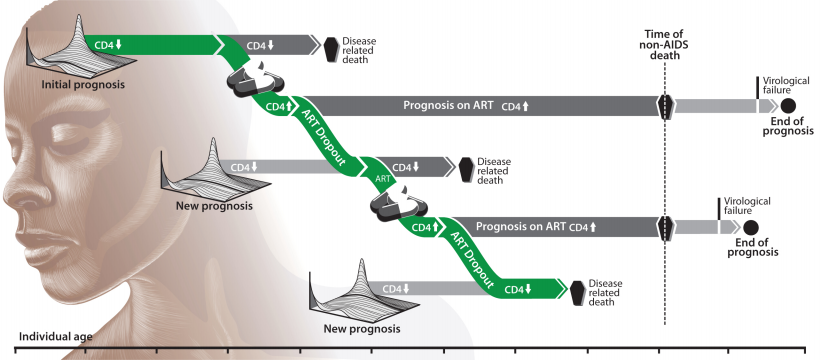 Time of
non-AIDS
death
CD4
CD4
Disease
related
death
Initial prognosis
CD4
Prognosis on ART CD4
Virological
failure
End of
prognosis
ART Dropout
CD4
ART
CD4
Disease
related
death
New prognosis
CD4
Prognosis on ART CD4
Virological
failure
End of
prognosis
ART Dropout
CD4
CD4
Disease
related
death
New prognosis
Individual age